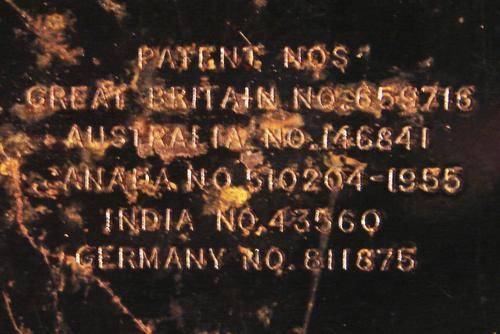 PATENT NOS
GREAT BRITAIN NO. 659716
AUSTRALIA NO. 146841
CANADA NO 510204-1955
INDIA NO. 43560
GERMANY NO. 811875